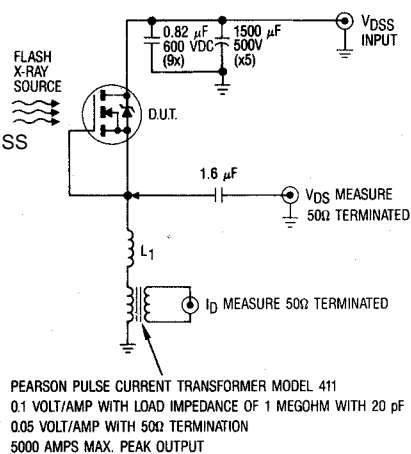 0.82 μF
600 VDC
(9x)
1500 μF
500V
(x5)
VDSS
INPUT
FLASH
X-RAY
SOURCE
SS
D.U.T.
1.6 μF
VDS MEASURE
50Ω TERMINATED
L1
ID MEASURE 50Ω TERMINATED
PEARSON PULSE CURRENT TRANSFORMER MODEL 411
0.1 VOLT/AMP WITH LOAD IMPEDANCE OF 1 MEGOHM WITH 20 pF
0.05 VOLT/AMP WITH 50Ω TERMINATION
5000 AMPS MAX. PEAK OUTPUT